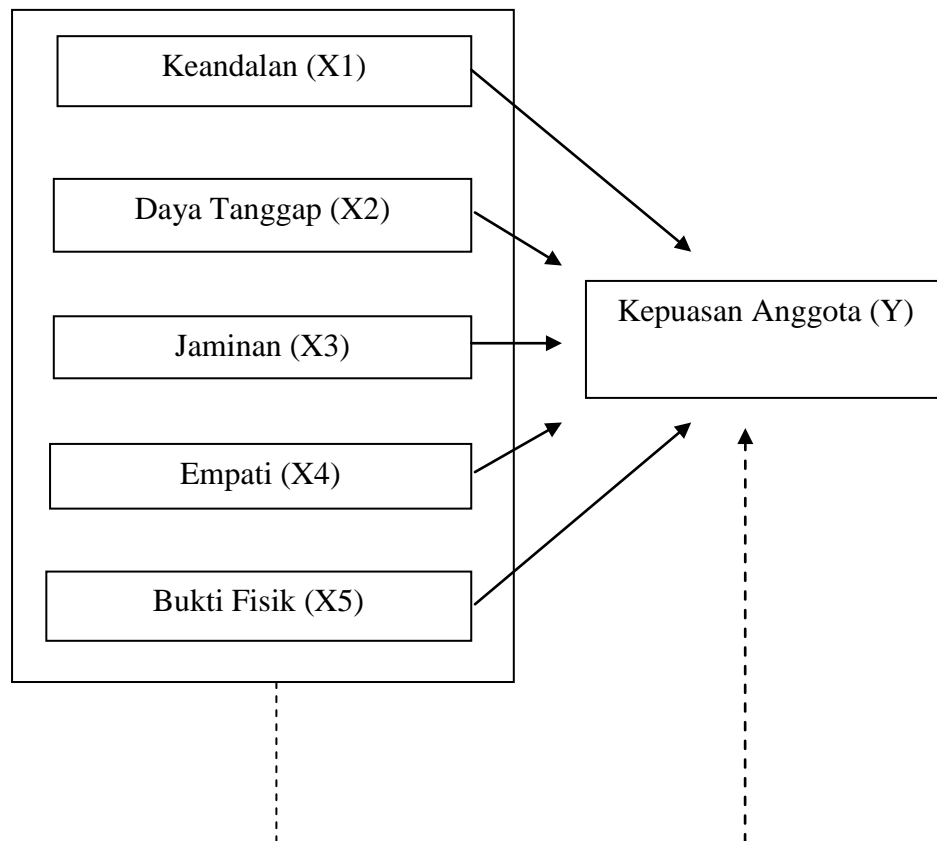 Keandalan (X1)
Daya Tanggap (X2)
Kepuasan Anggota (Y)
Jaminan (X3)
Empati (X4)
Bukti Fisik (X5)